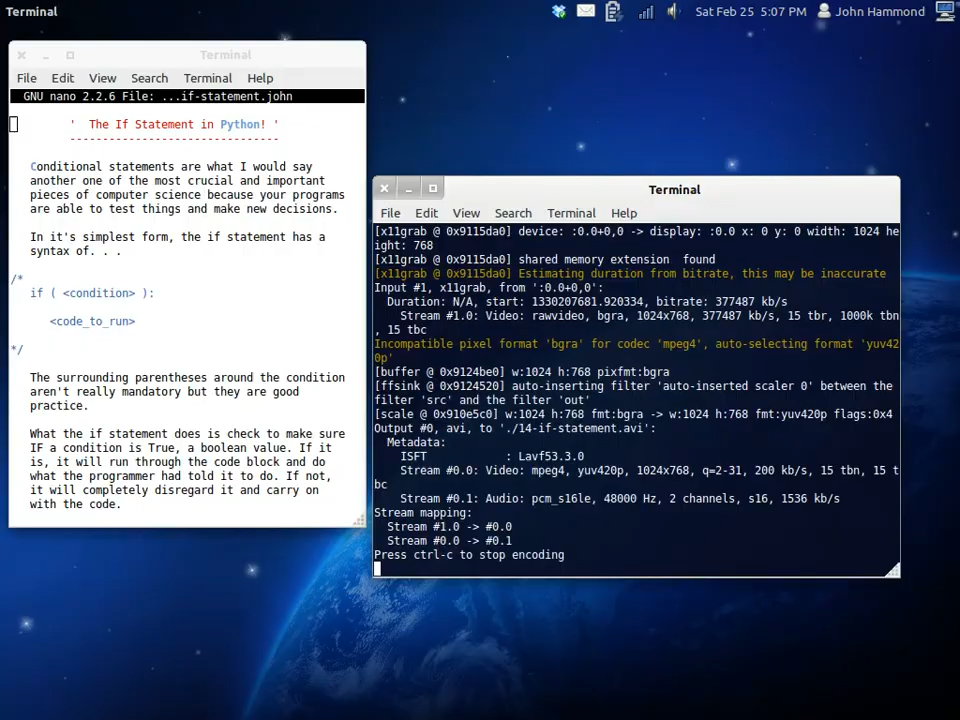 Terminal
Sat Feb 25 5:07 PM
John Hammond
Terminal
File Edit View Search Terminal Help
GNU nano 2.2.6 File: ...if-statement.john
' The If Statement in Python! '
------------------------------
Conditional statements are what I would say
another one of the most crucial and important
pieces of computer science because your programs
are able to test things and make new decisions.
In it's simplest form, the if statement has a
syntax of. . .
/*
if ( <condition> ):
<code_to_run>
*/
The surrounding parentheses around the condition
aren't really mandatory but they are good
practice.
What the if statement does is check to make sure
IF a condition is True, a boolean value. If it
is, it will run through the code block and do
what the programmer had told it to do. If not,
it will completely disregard it and carry on
with the code.
Terminal
File Edit View Search Terminal Help
[x11grab @ 0x9115da0] device: :0.0+0,0 -> display: :0.0 x: 0 y: 0 width: 1024 he
ight: 768
[x11grab @ 0x9115da0] shared memory extension  found
[x11grab @ 0x9115da0] Estimating duration from bitrate, this may be inaccurate
Input #1, x11grab, from ':0.0+0,0':
Duration: N/A, start: 1330207681.920334, bitrate: 377487 kb/s
Stream #1.0: Video: rawvideo, bgra, 1024x768, 377487 kb/s, 15 tbr, 1000k tbn
, 15 tbc
Incompatible pixel format 'bgra' for codec 'mpeg4', auto-selecting format 'yuv42
0p'
[buffer @ 0x9124be0] w:1024 h:768 pixfmt:bgra
[ffsink @ 0x9124520] auto-inserting filter 'auto-inserted scaler 0' between the
filter 'src' and the filter 'out'
[scale @ 0x910e5c0] w:1024 h:768 fmt:bgra -> w:1024 h:768 fmt:yuv420p flags:0x4
Output #0, avi, to './14-if-statement.avi':
Metadata:
ISFT            : Lavf53.3.0
Stream #0.0: Video: mpeg4, yuv420p, 1024x768, q=2-31, 200 kb/s, 15 tbn, 15 t
bc
Stream #0.1: Audio: pcm_s16le, 48000 Hz, 2 channels, s16, 1536 kb/s
Stream mapping:
Stream #1.0 -> #0.0
Stream #0.0 -> #0.1
Press ctrl-c to stop encoding